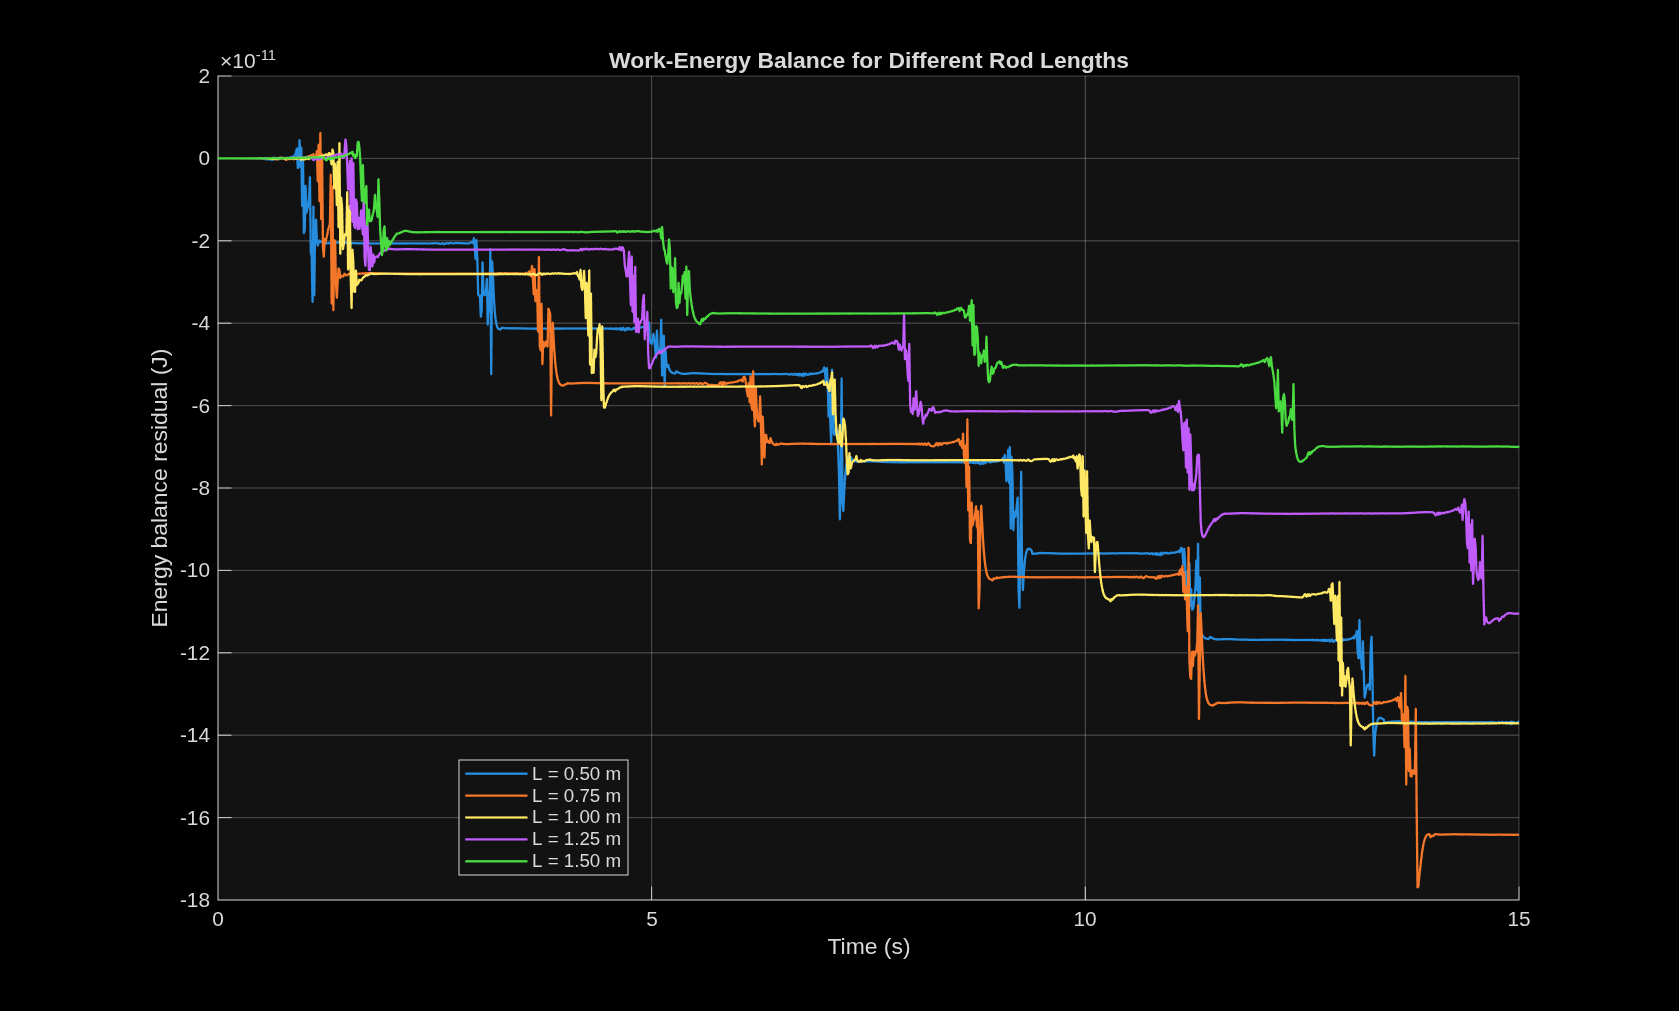 Work-Energy Balance for Different Rod Lengths
×10-11
2
0
-2
-4
-6
-8
-10
-12
-14
-16
-18
Energy balance residual (J)
L = 0.50 m
L = 0.75 m
L = 1.00 m
L = 1.25 m
L = 1.50 m
0 5 10 15
Time (s)